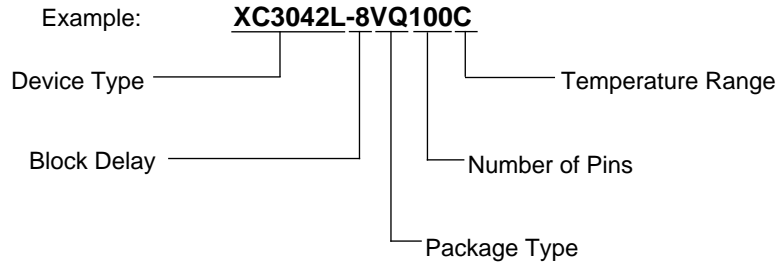 Example: XC3042L-8VQ100C
Device Type
Temperature Range
Block Delay
Number of Pins
Package Type